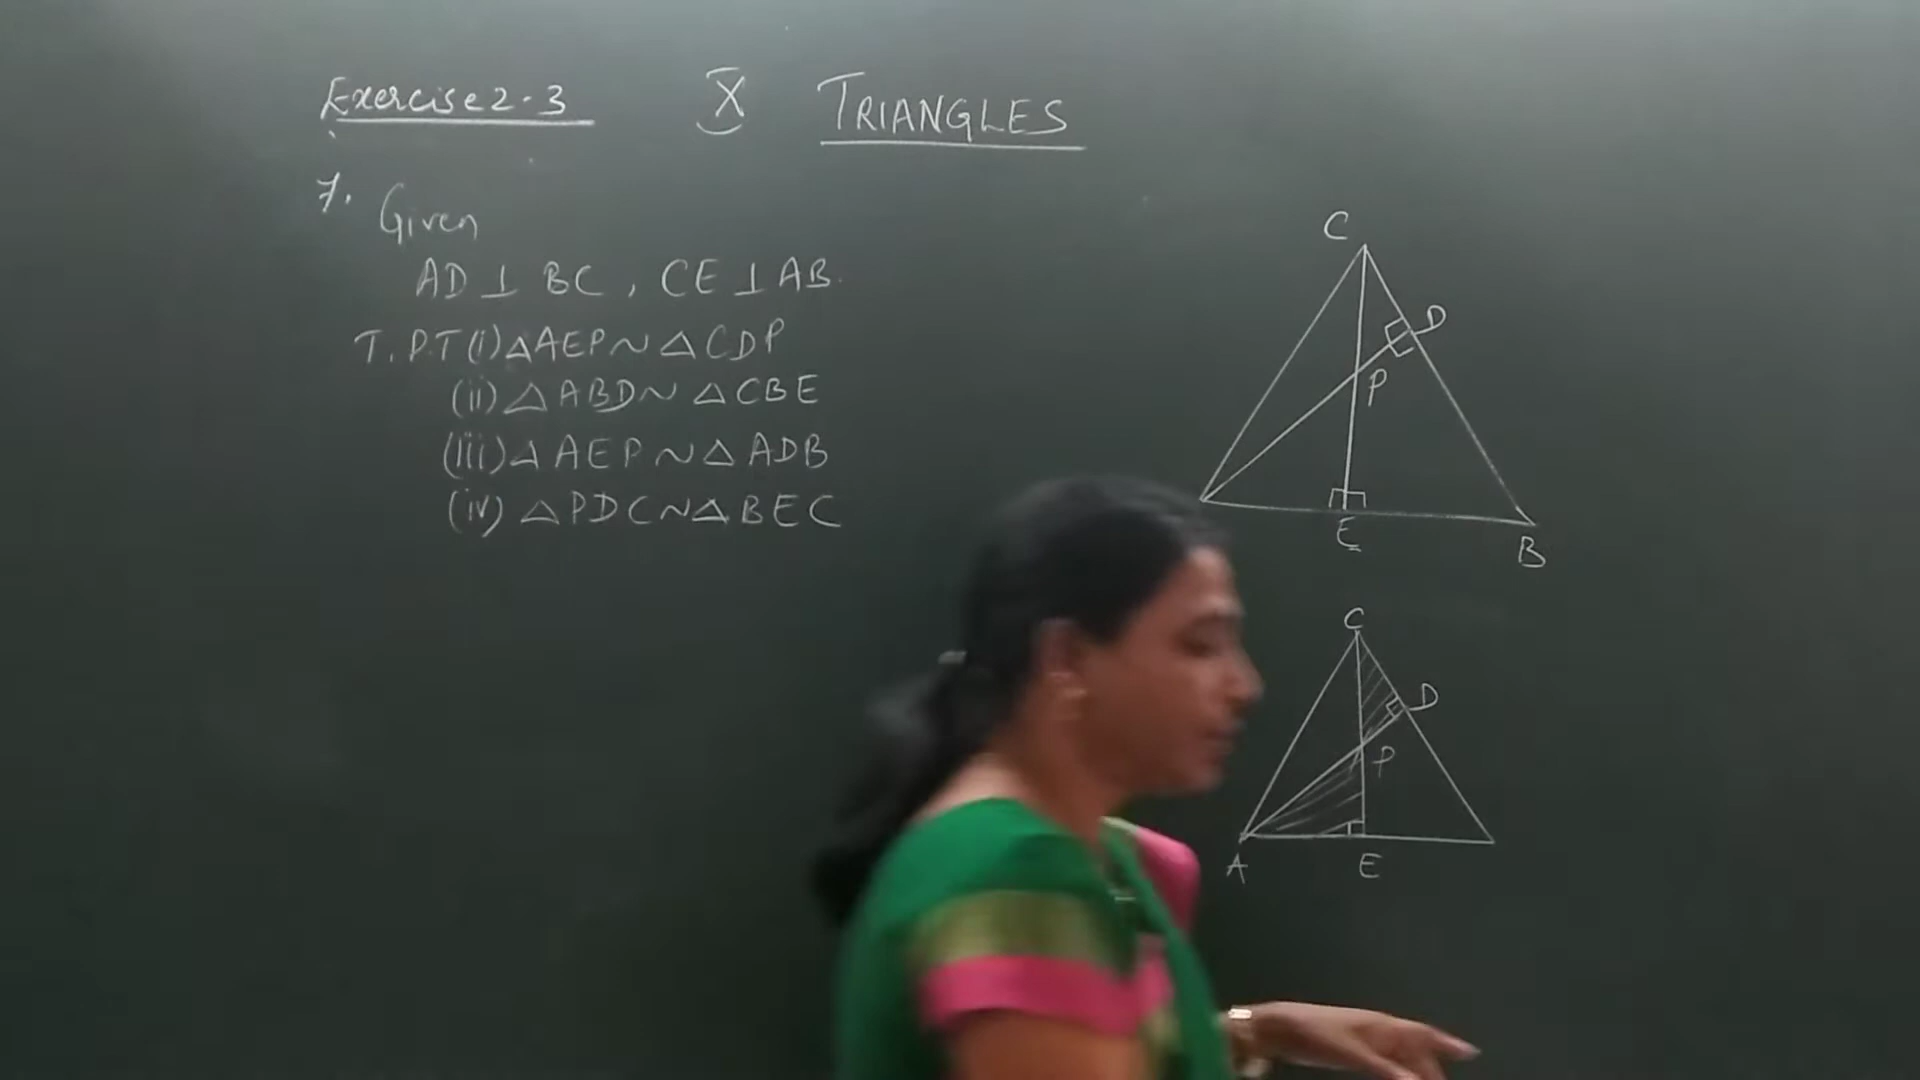 Exercise 2.3 X TRIANGLES
7. Given
AD ⊥ BC, CE ⊥ AB.
T.P.T (i) △AEP ~ △CDP
(ii) △ABD ~ △CBE
(iii) △AEP ~ △ADB
(iv) △PDC ~ △BEC
C
D
P
E
B
C
D
P
A E